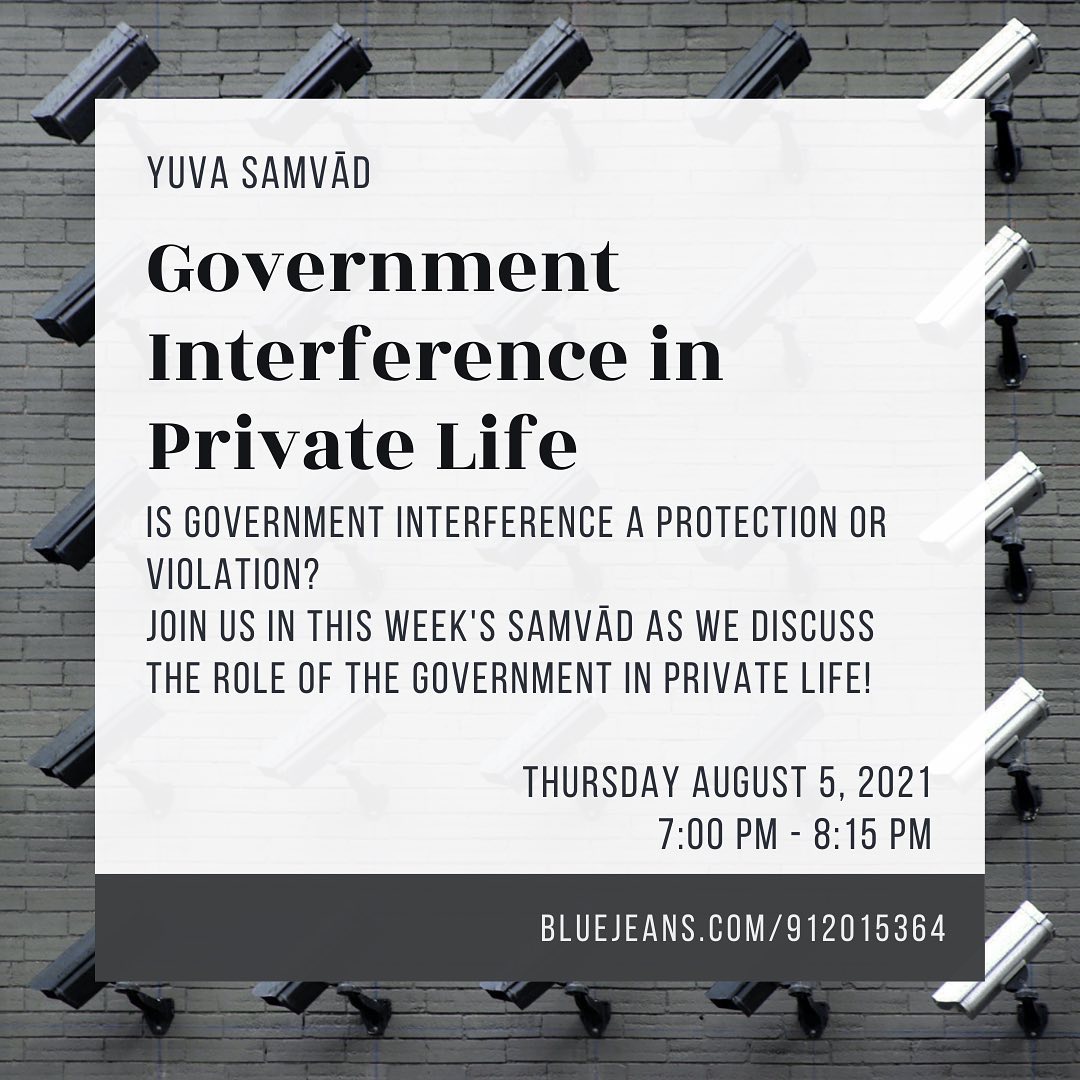 YUVA SAMVĀD
Government
Interference in
Private Life
IS GOVERNMENT INTERFERENCE A PROTECTION OR
VIOLATION?
JOIN US IN THIS WEEK'S SAMVĀD AS WE DISCUSS
THE ROLE OF THE GOVERNMENT IN PRIVATE LIFE!
THURSDAY AUGUST 5, 2021
7:00 PM - 8:15 PM
BLUEJEANS.COM/912015364